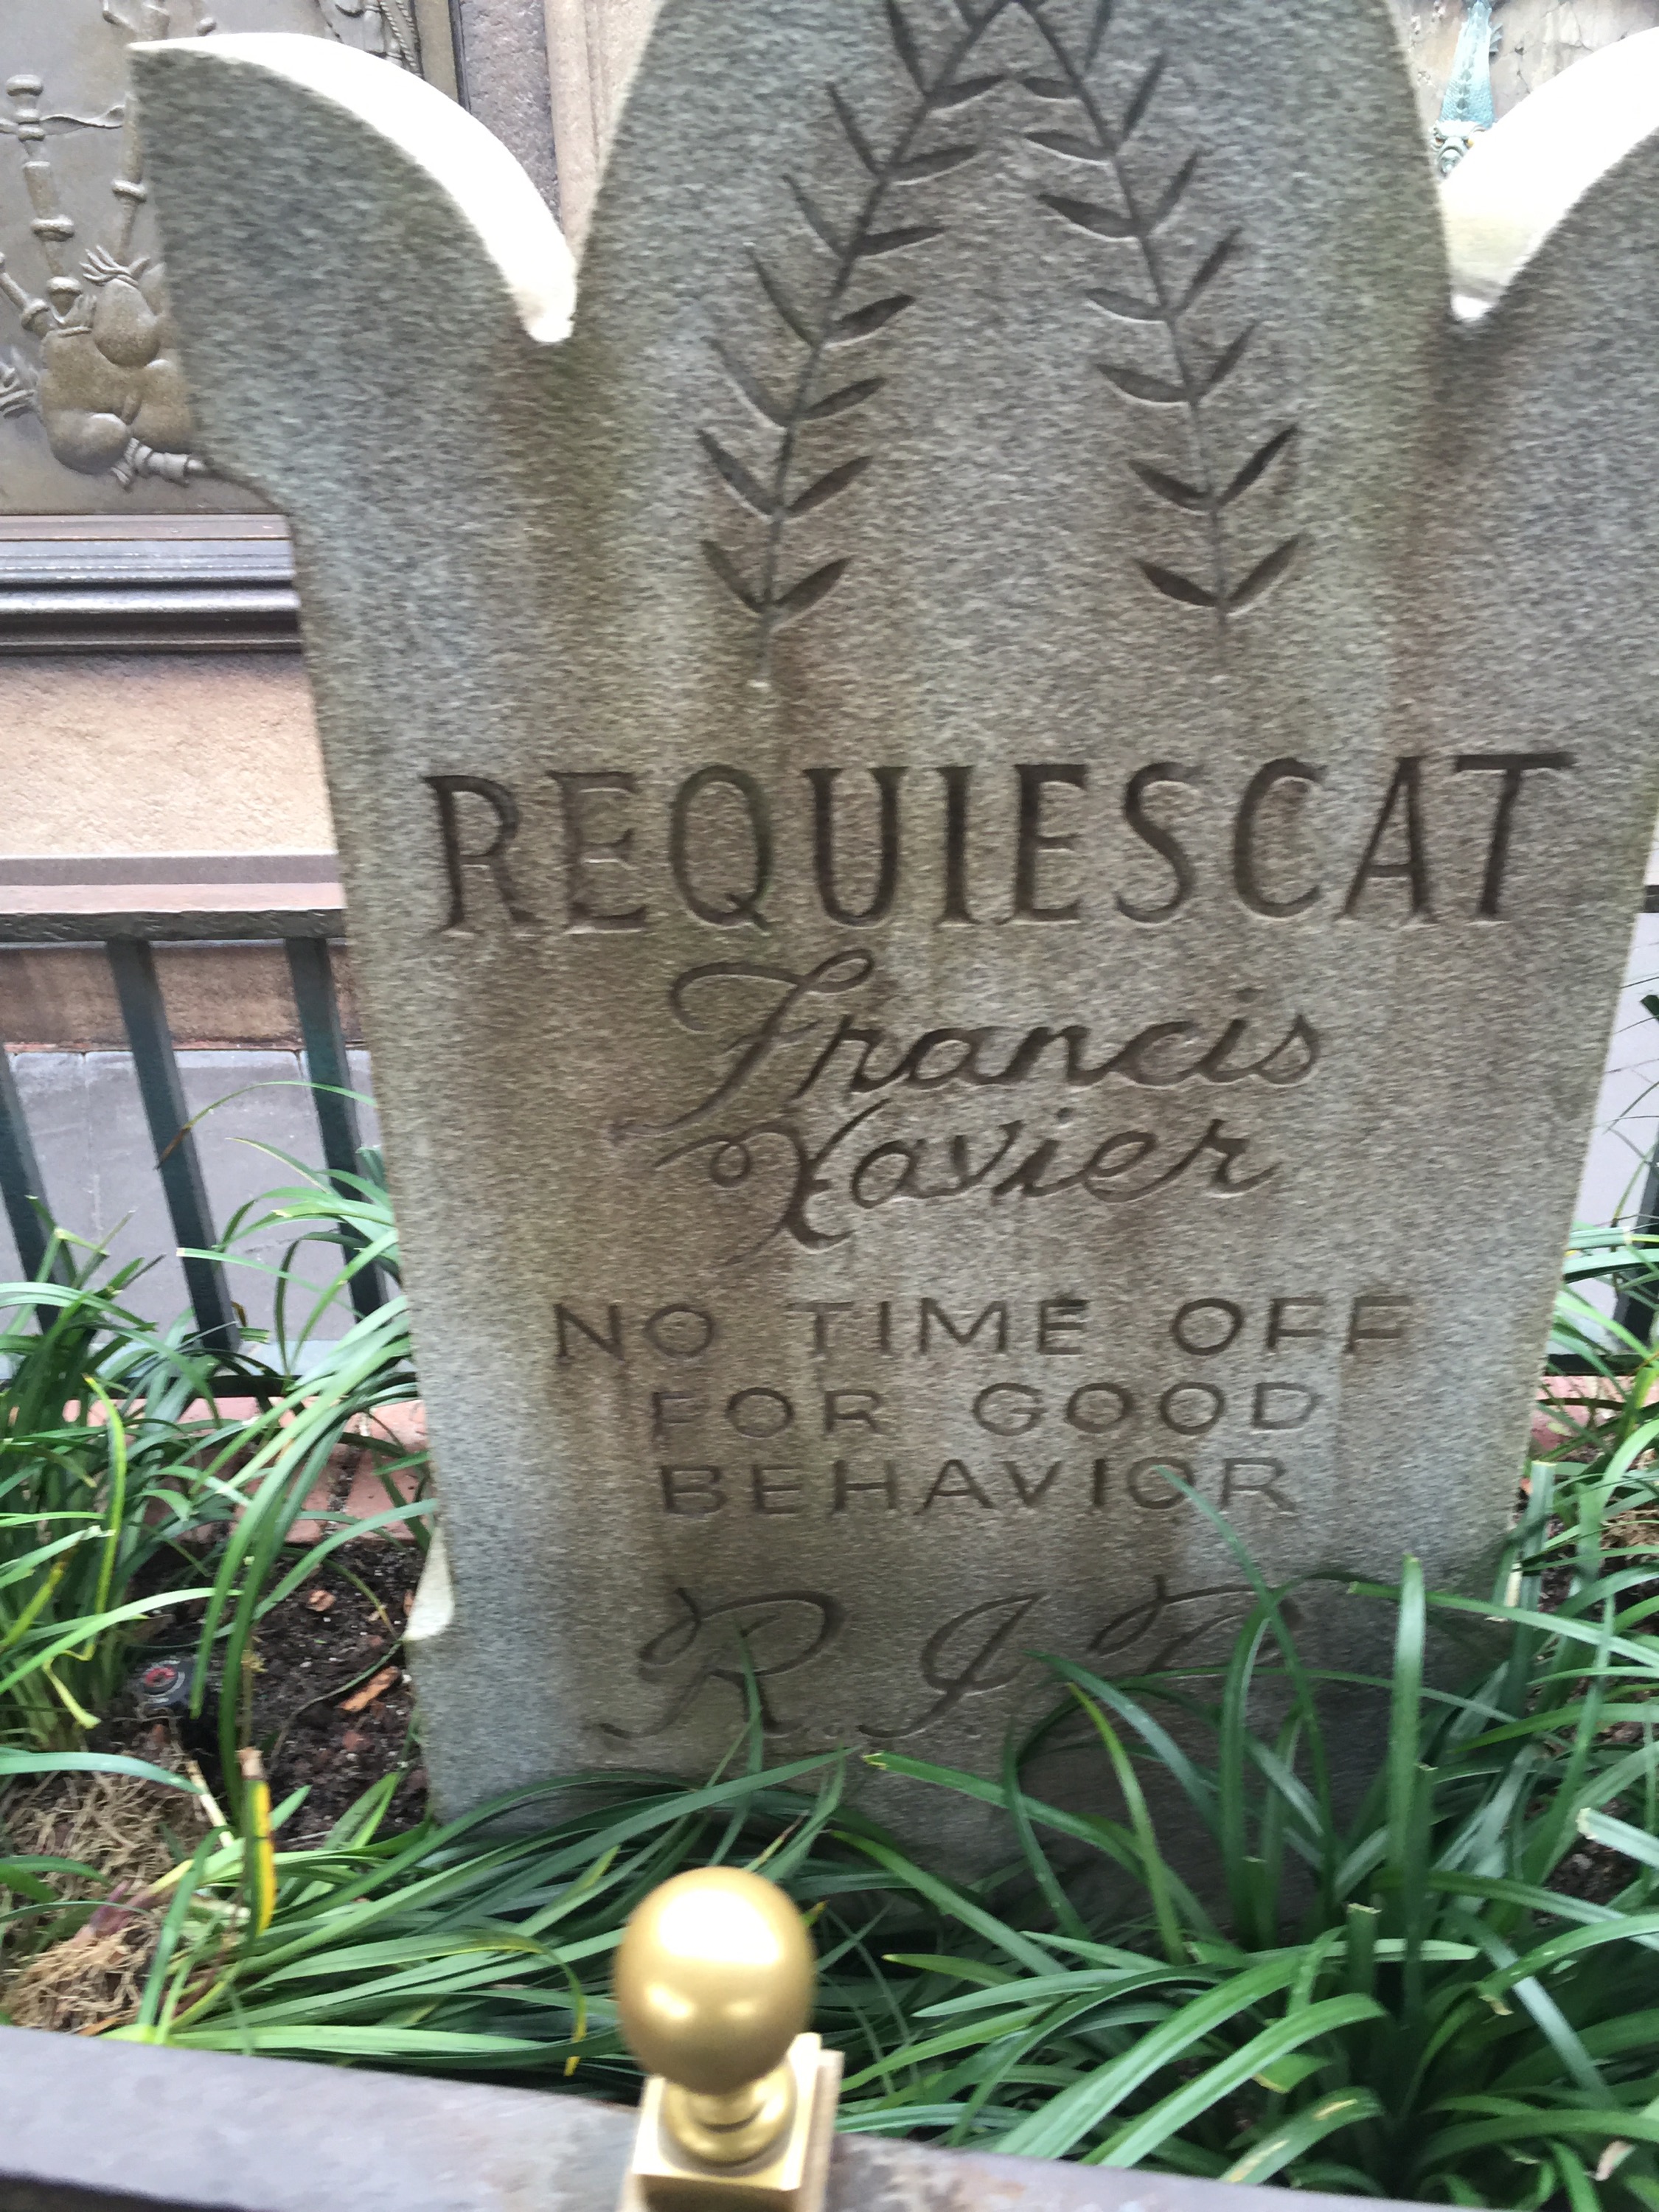 REQUIESCAT
Francis
Xavier
NO TIME OFF
FOR GOOD
BEHAVIOR
R. I. P